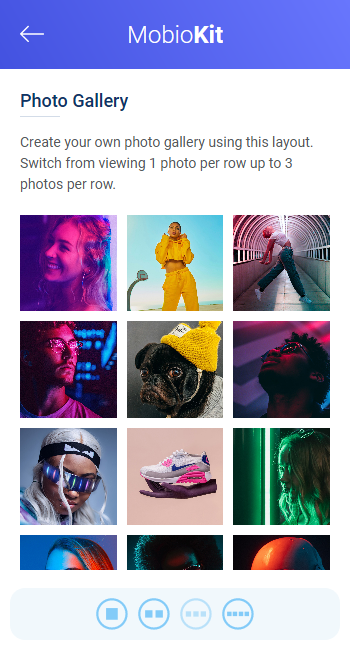 MobioKit
Photo Gallery
Create your own photo gallery using this layout.
Switch from viewing 1 photo per row up to 3
photos per row.